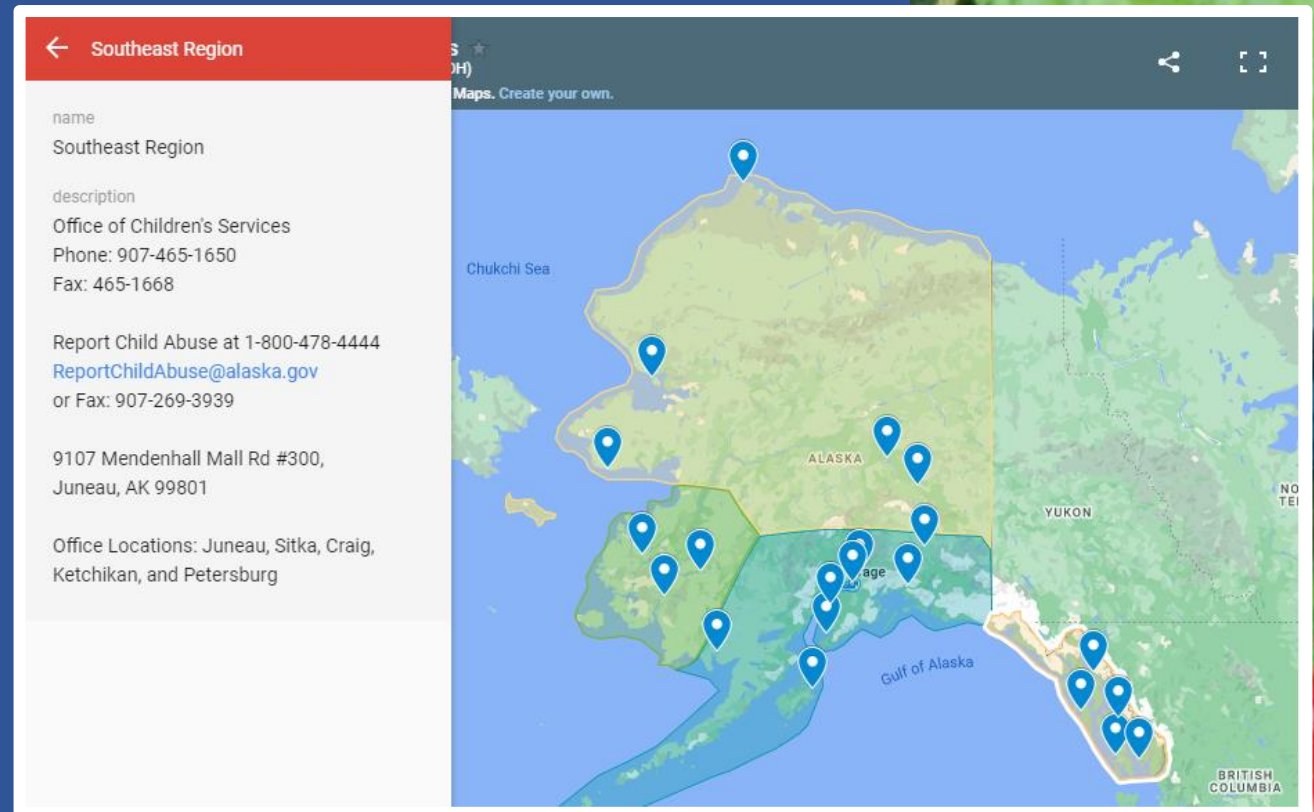 Southeast Region
name
Southeast Region
description
Office of Children's Services
Phone: 907-465-1650
Fax: 465-1668
Report Child Abuse at 1-800-478-4444
ReportChildAbuse@alaska.gov
or Fax: 907-269-3939
9107 Mendenhall Mall Rd #300,
Juneau, AK 99801
Office Locations: Juneau, Sitka, Craig,
Ketchikan, and Petersburg
Maps. Create your own.
Chukchi Sea
ALASKA
YUKON
Gulf of Alaska
BRITISH
COLUMBIA